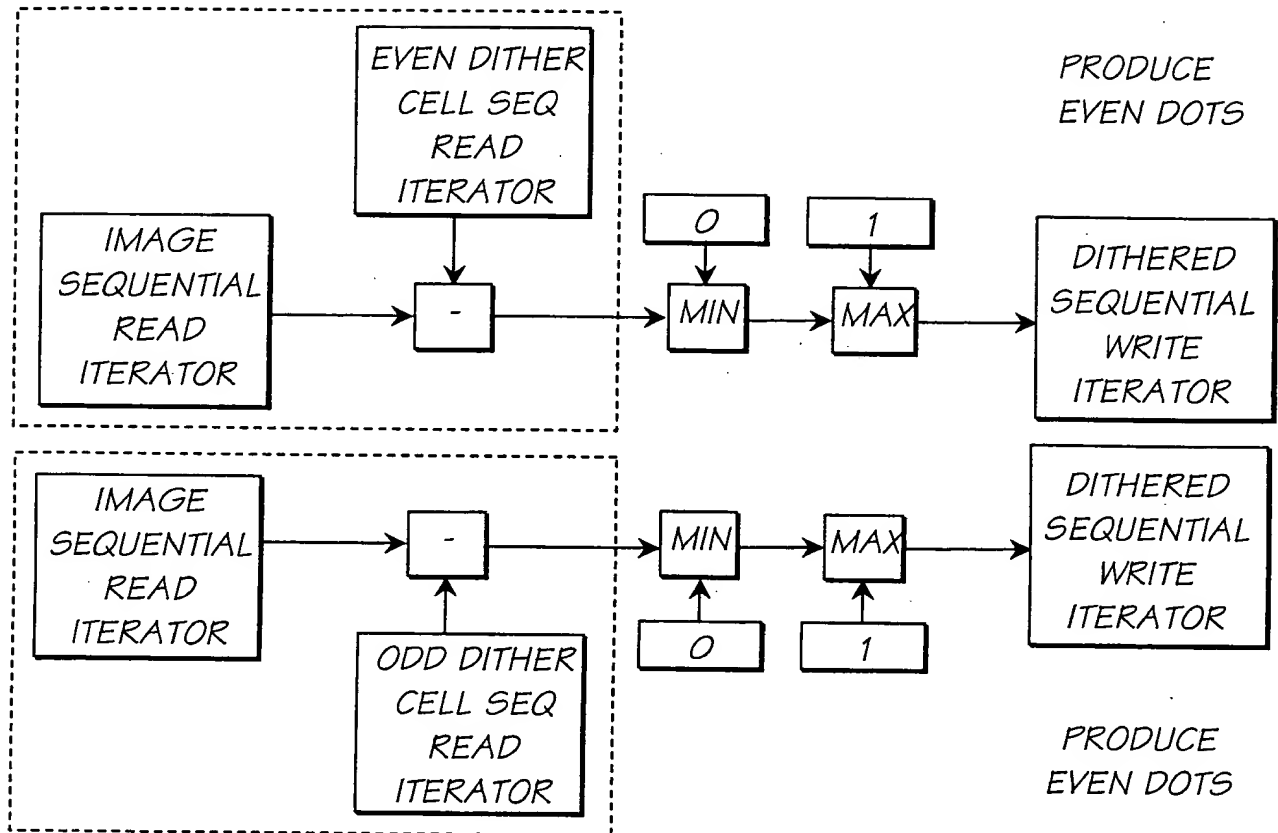 EVEN DITHER
CELL SEQ
READ
ITERATOR
PRODUCE
EVEN DOTS
IMAGE
SEQUENTIAL
READ
ITERATOR
-
0
MIN
1
MAX
DITHERED
SEQUENTIAL
WRITE
ITERATOR
IMAGE
SEQUENTIAL
READ
ITERATOR
-
ODD DITHER
CELL SEQ
READ
ITERATOR
MIN
0
MAX
1
DITHERED
SEQUENTIAL
WRITE
ITERATOR
PRODUCE
EVEN DOTS